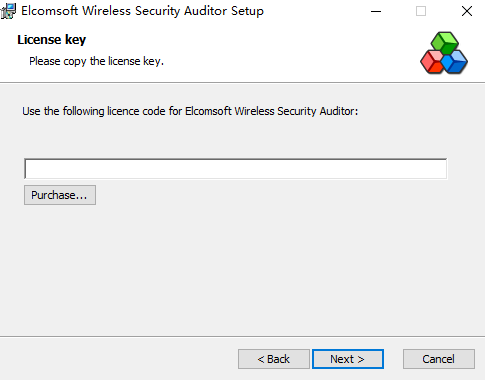 Elcomsoft Wireless Security Auditor Setup
License key
Please copy the license key.
Use the following licence code for Elcomsoft Wireless Security Auditor:
Purchase...
< Back
Next >
Cancel